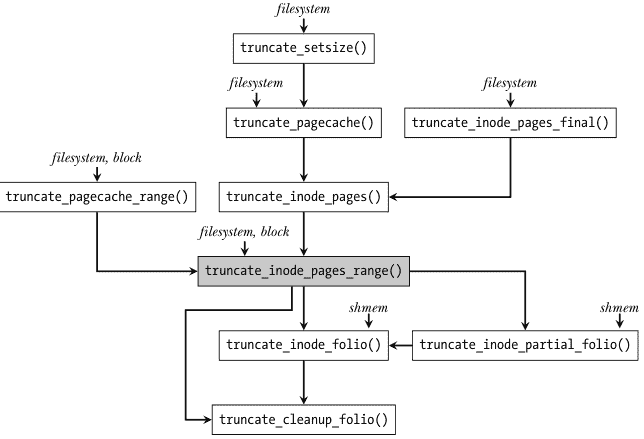 filesystem
truncate_setsize()
filesystem
filesystem
truncate_pagecache()
truncate_inode_pages_final()
filesystem, block
truncate_pagecache_range()
truncate_inode_pages()
filesystem, block
truncate_inode_pages_range()
shmem
shmem
truncate_inode_folio()
truncate_inode_partial_folio()
truncate_cleanup_folio()